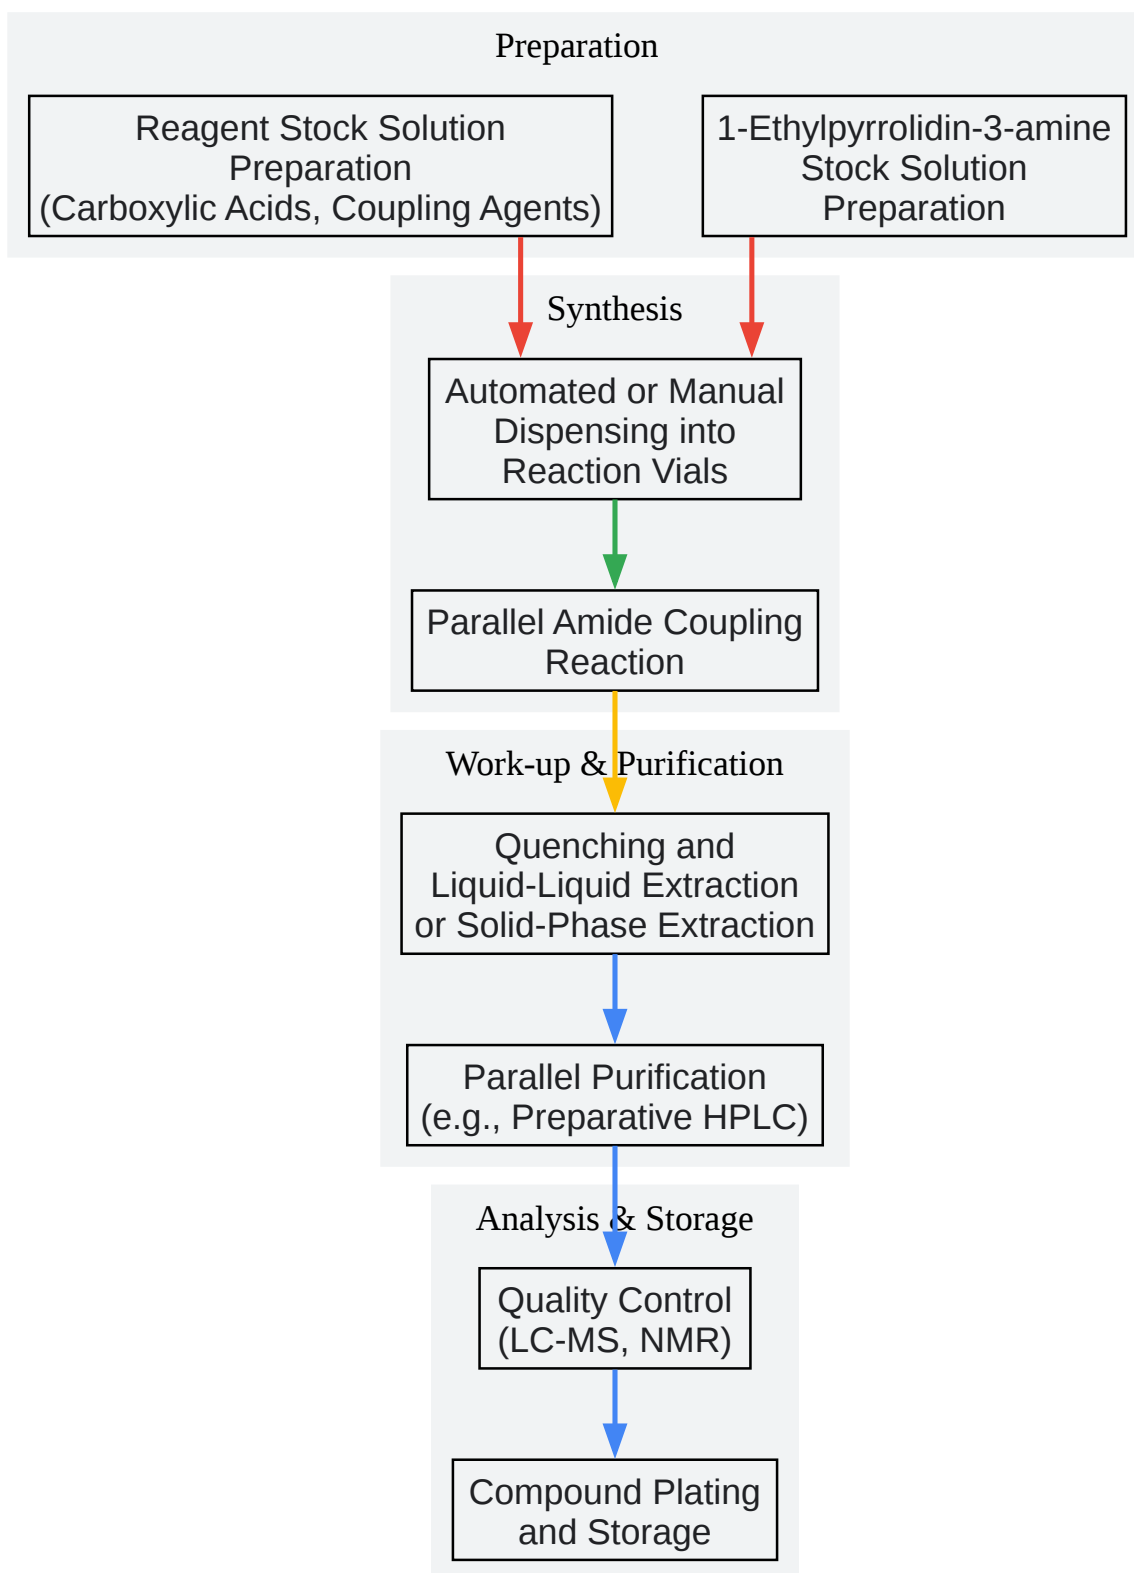 Preparation
Reagent Stock Solution
Preparation
(Carboxylic Acids, Coupling Agents)
1-Ethylpyrrolidin-3-amine
Stock Solution
Preparation
Synthesis
Automated or Manual
Dispensing into
Reaction Vials
Parallel Amide Coupling
Reaction
Work-up & Purification
Quenching and
Liquid-Liquid Extraction
or Solid-Phase Extraction
Parallel Purification
(e.g., Preparative HPLC)
Analysis & Storage
Quality Control
(LC-MS, NMR)
Compound Plating
and Storage